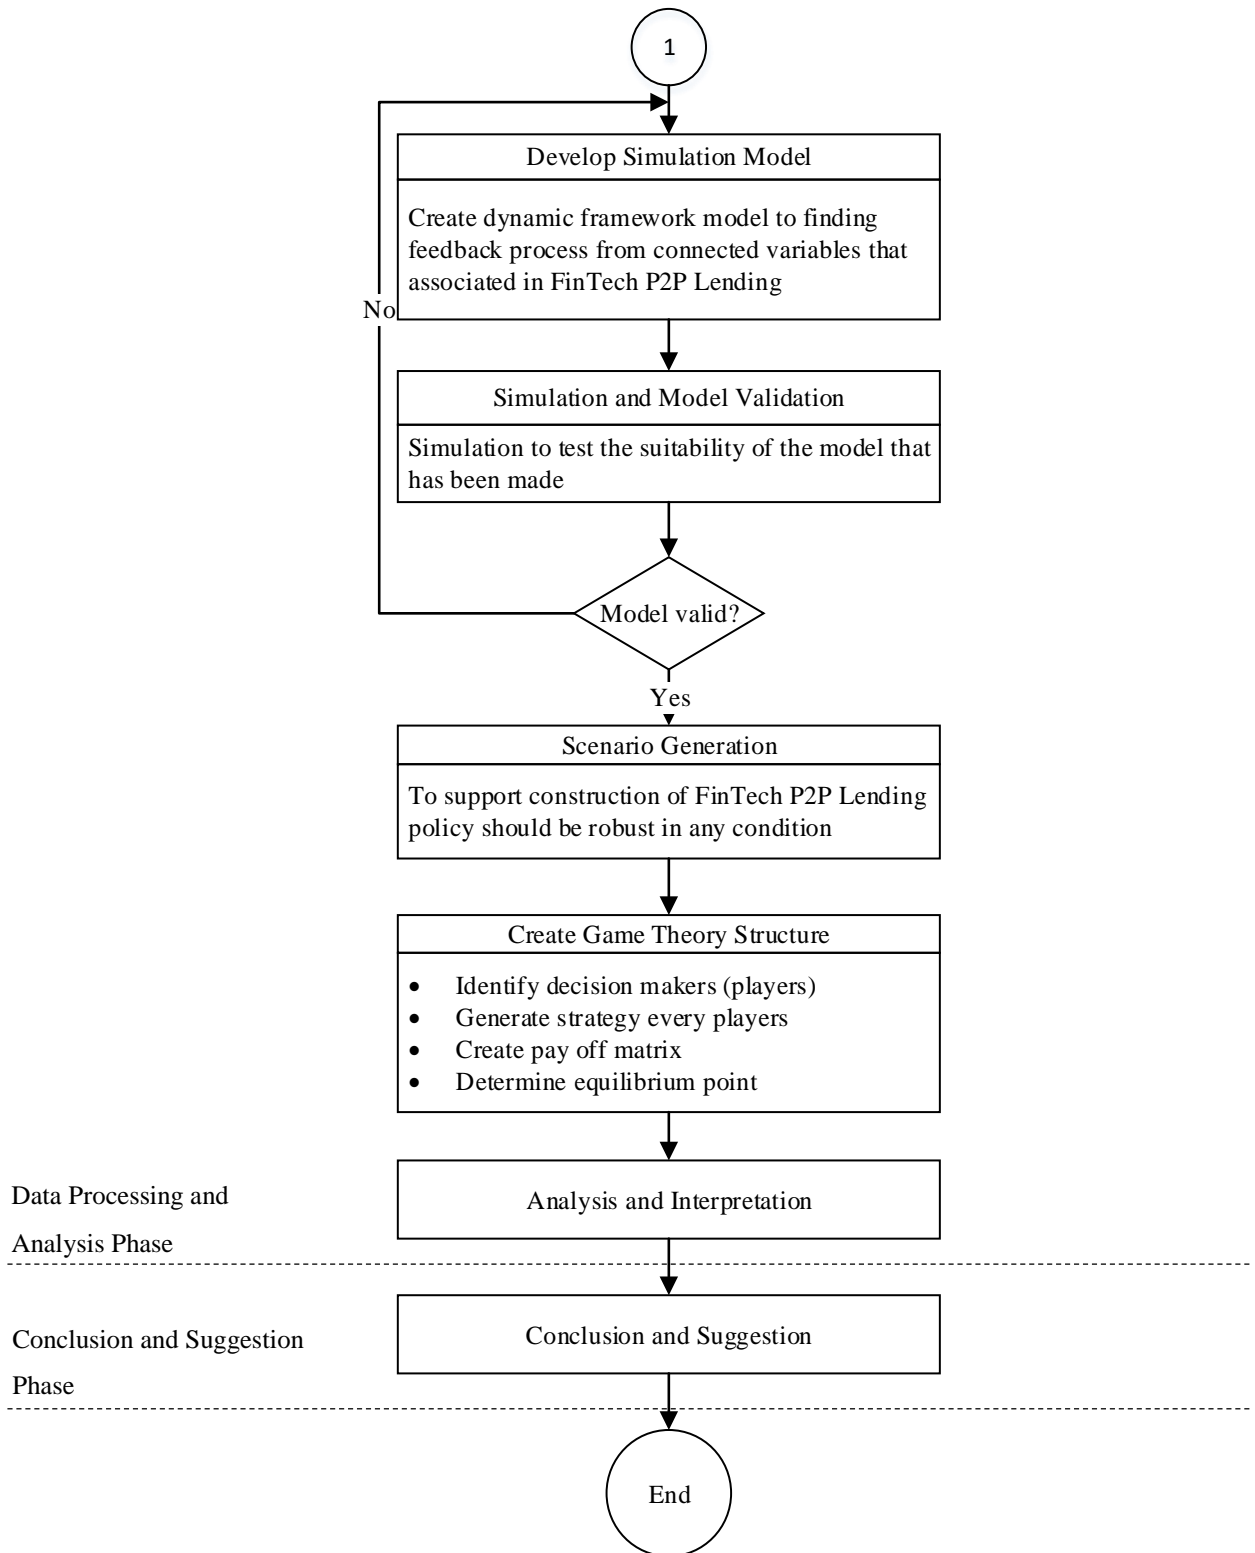 1
Develop Simulation Model
Create dynamic framework model to finding
feedback process from connected variables that
associated in FinTech P2P Lending
No
Simulation and Model Validation
Simulation to test the suitability of the model that
has been made
Model valid?
Yes
Scenario Generation
To support construction of FinTech P2P Lending
policy should be robust in any condition
Create Game Theory Structure
• Identify decision makers (players)
• Generate strategy every players
• Create pay off matrix
• Determine equilibrium point
Data Processing and
Analysis Phase
Analysis and Interpretation
Conclusion and Suggestion
Phase
Conclusion and Suggestion
End